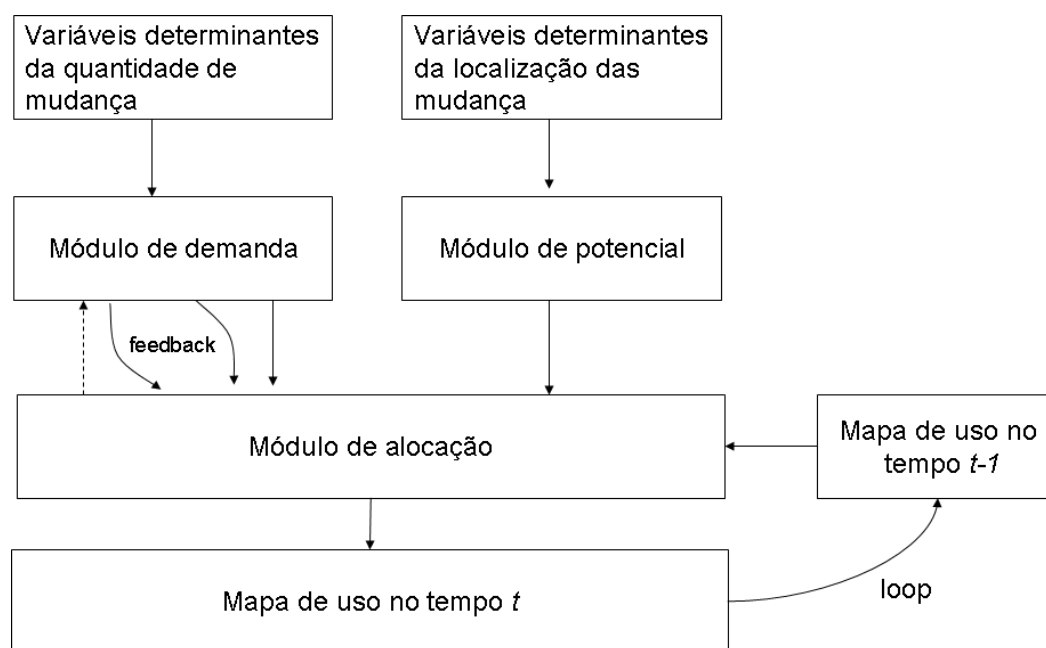 Variáveis determinantes
da quantidade de
mudança
Variáveis determinantes
da localização das
mudança
Módulo de demanda
Módulo de potencial
feedback
Módulo de alocação
Mapa de uso no
tempo t-1
Mapa de uso no tempo t
loop